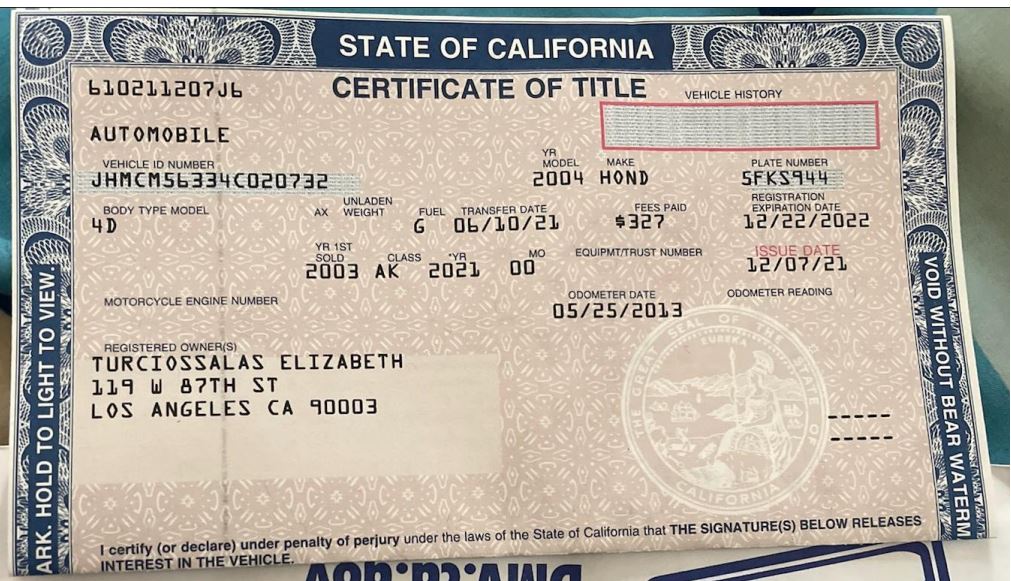 STATE OF CALIFORNIA
CERTIFICATE OF TITLE
610211207J6
VEHICLE HISTORY
AUTOMOBILE
VEHICLE ID NUMBER
YR MODEL
MAKE
PLATE NUMBER
JHMCM56334C020732
2004 HOND
5FKS944
BODY TYPE MODEL
AX
UNLADEN WEIGHT
FUEL
TRANSFER DATE
FEES PAID
REGISTRATION EXPIRATION DATE
4D
G
06/10/21
$327
12/22/2022
YR 1ST SOLD
CLASS
*YR
MO
EQUIPMT/TRUST NUMBER
ISSUE DATE
2003 AK 2021 00
12/07/21
MOTORCYCLE ENGINE NUMBER
ODOMETER DATE
ODOMETER READING
05/25/2013
REGISTERED OWNER(S)
TURCIOSSALAS ELIZABETH
119 W 87TH ST
LOS ANGELES CA 90003
THE GREAT SEAL OF THE STATE OF CALIFORNIA
EUREKA
------
------
I certify (or declare) under penalty of perjury under the laws of the State of California that THE SIGNATURE(S) BELOW RELEASES
INTEREST IN THE VEHICLE.
ARK. HOLD TO LIGHT TO VIEW.
VOID WITHOUT BEAR WATERM